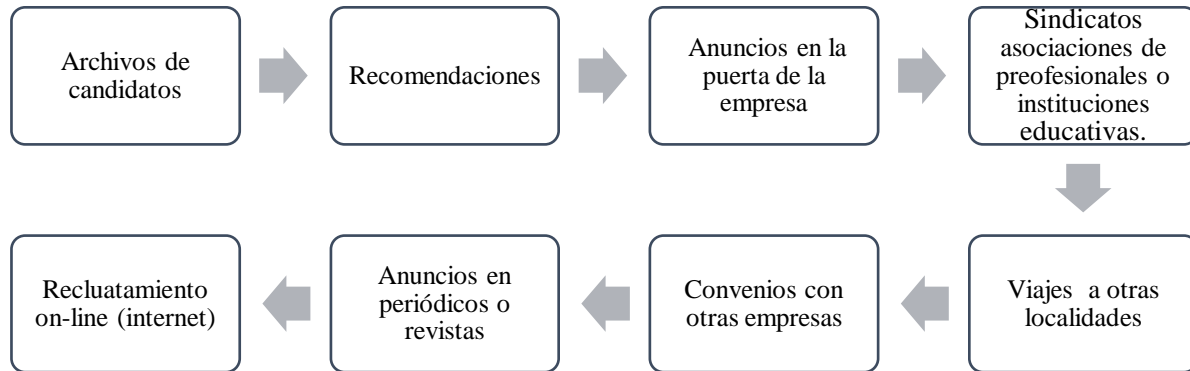 Archivos de
candidatos
Recomendaciones
Anuncios en la
puerta de la
empresa
Sindicatos
asociaciones de
preofesionales o
instituciones
educativas.
Viajes a otras
localidades
Convenios con
otras empresas
Anuncios en
periódicos o
revistas
Recluatamiento
on-line (internet)